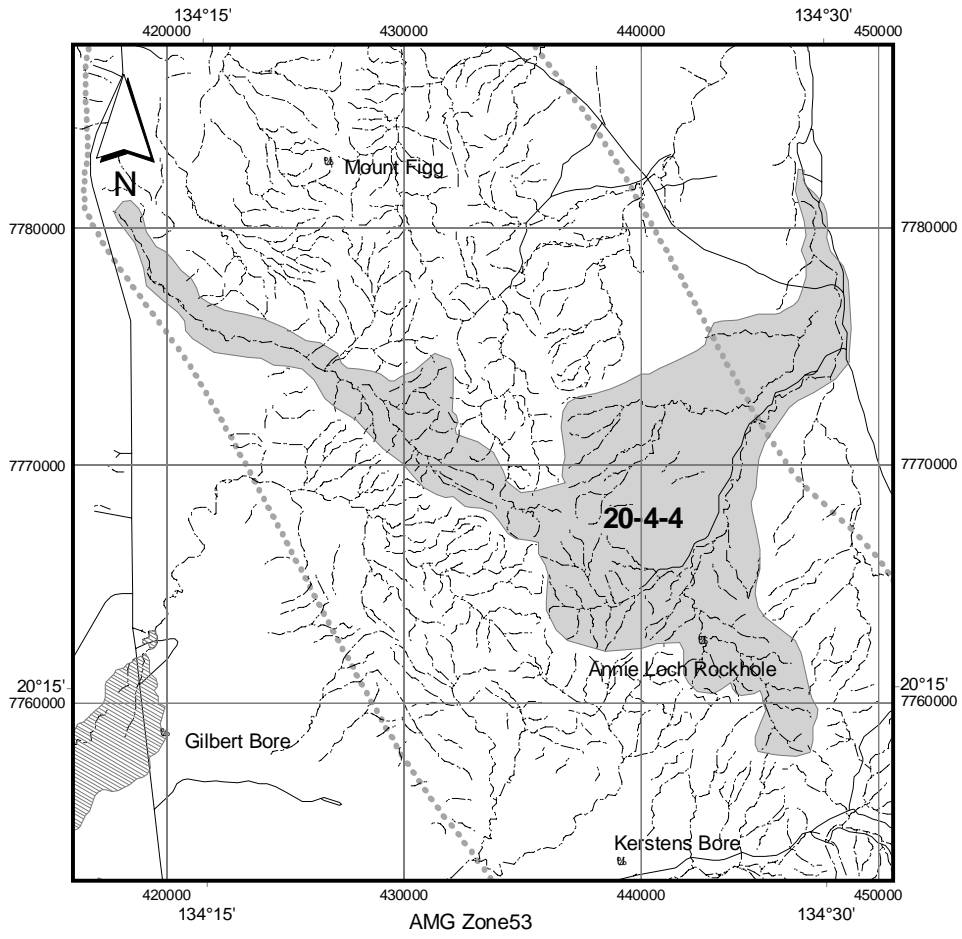 134°15' 134°30'
420000 430000 440000 450000
Mount Figg
N
7780000 7780000
7770000 7770000
20-4-4
Annie Loch Rockhole
20°15' 20°15'
7760000 7760000
Gilbert Bore
Kerstens Bore
420000 430000 440000 450000
134°15' 134°30'
AMG Zone53